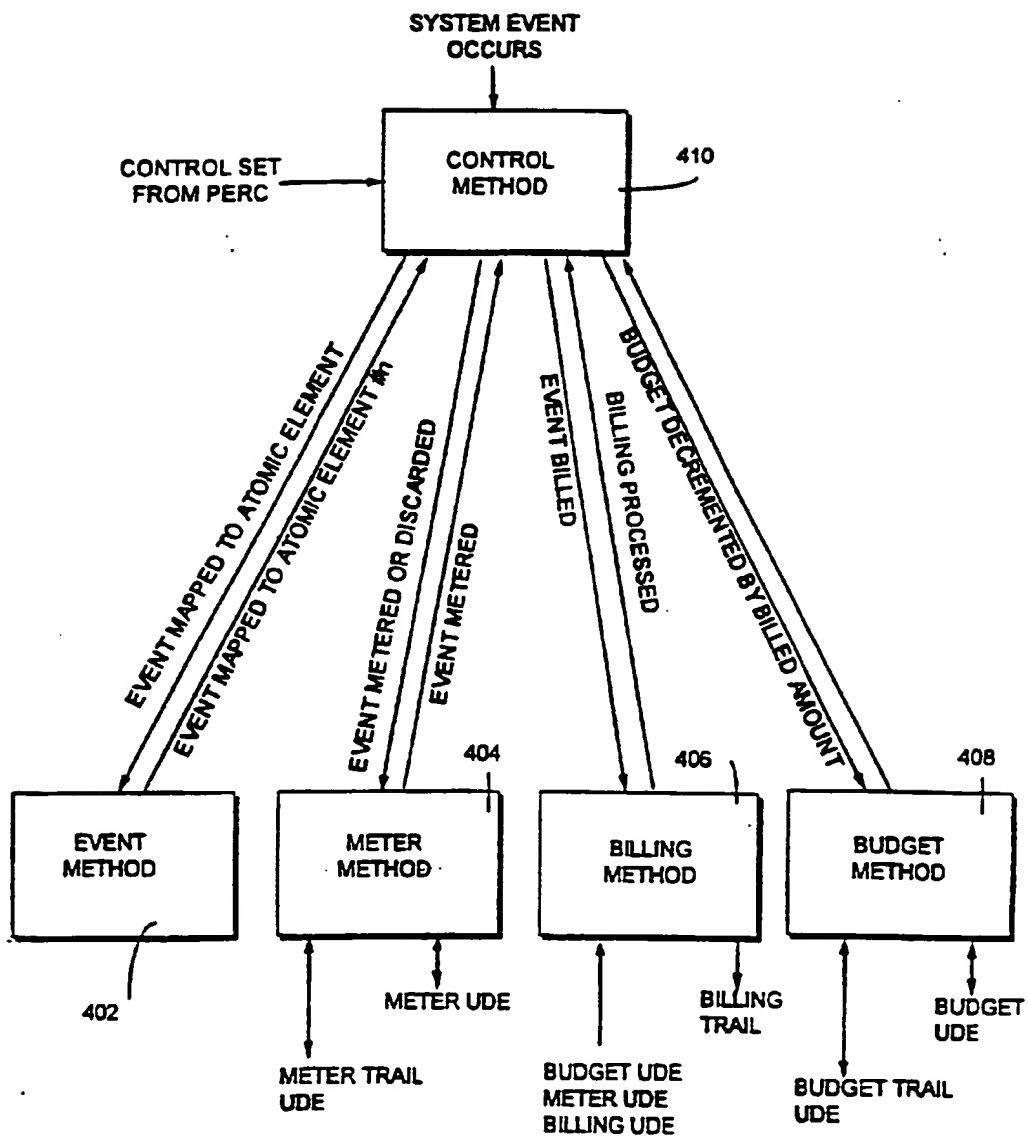 SYSTEM EVENT
OCCURS
CONTROL
METHOD
410
CONTROL SET
FROM PERC
EVENT MAPPED TO ATOMIC ELEMENT
EVENT MAPPED TO ATOMIC ELEMENT #n
EVENT METERED OR DISCARDED
EVENT METERED
EVENT BILLED
BILLING PROCESSED
BUDGET DECREMENTED BY BILLED AMOUNT
404
406
408
EVENT
METHOD
METER
METHOD
BILLING
METHOD
BUDGET
METHOD
402
METER UDE
BILLING
TRAIL
BUDGET
UDE
METER TRAIL
UDE
BUDGET UDE
METER UDE
BILLING UDE
BUDGET TRAIL
UDE